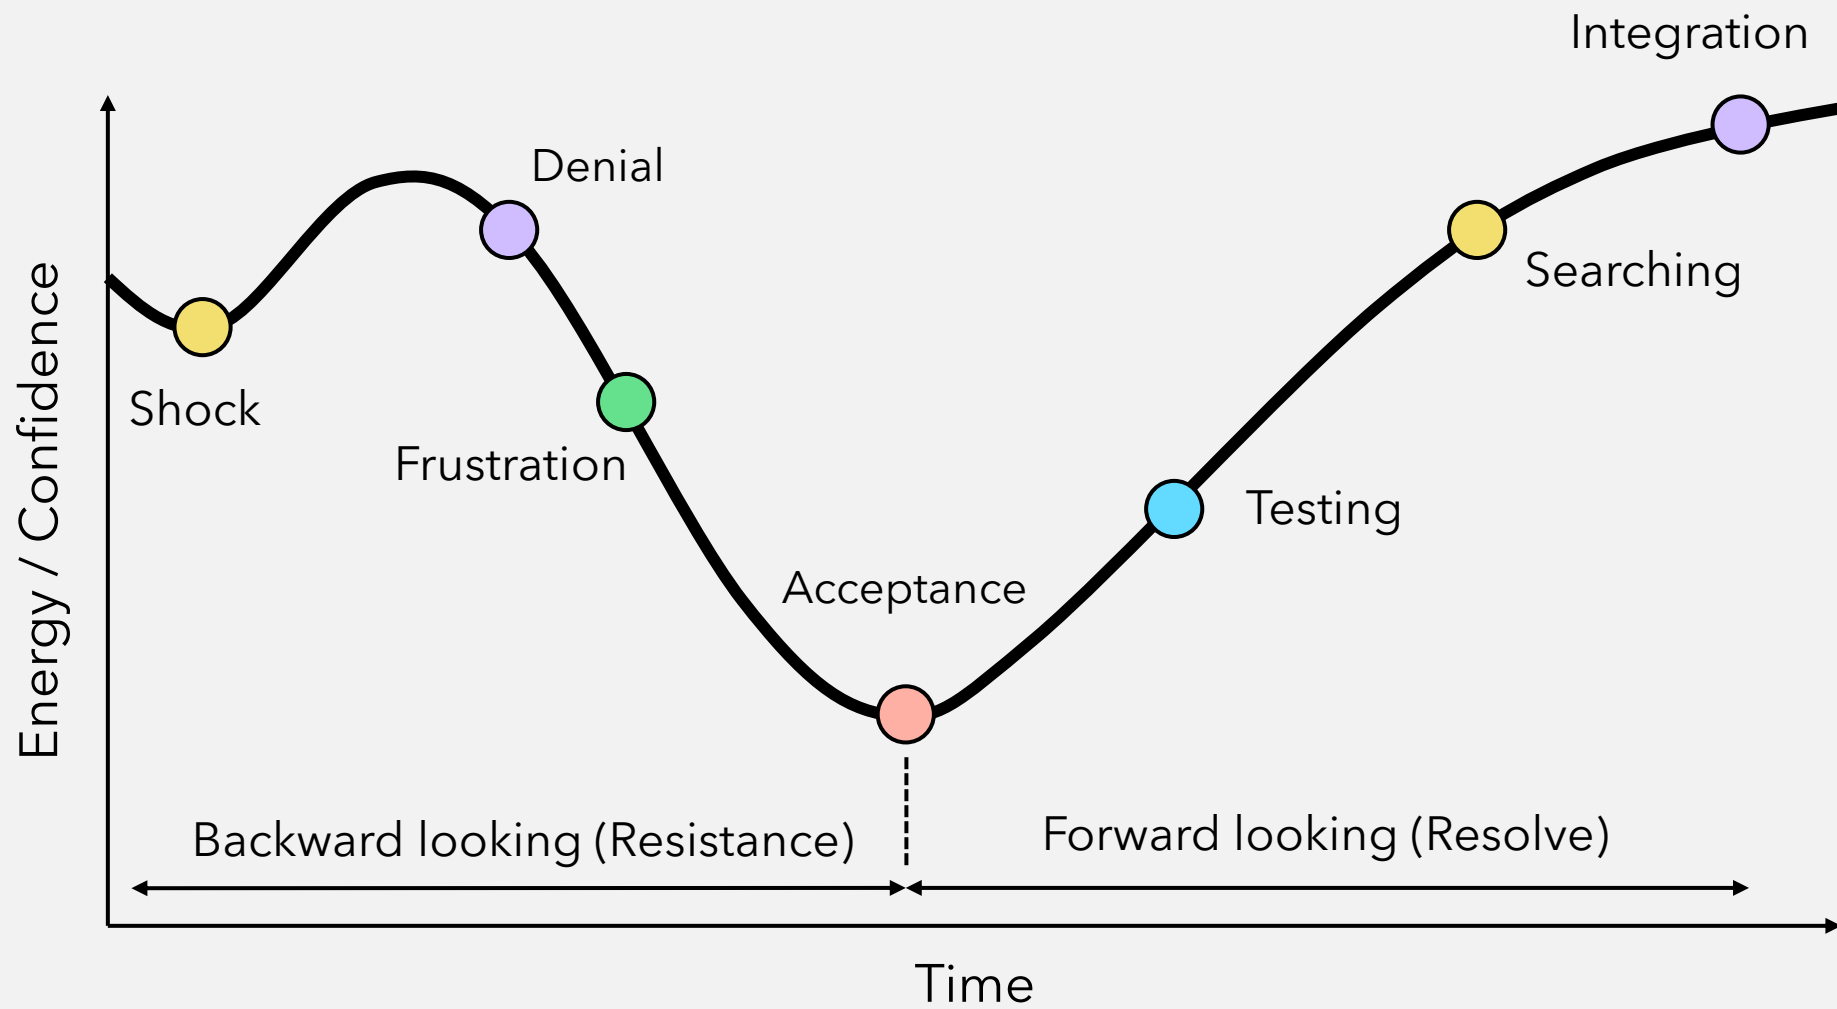 Integration
Denial
Searching
Shock
Frustration
Testing
Acceptance
Energy / Confidence
Backward looking (Resistance)
Forward looking (Resolve)
Time